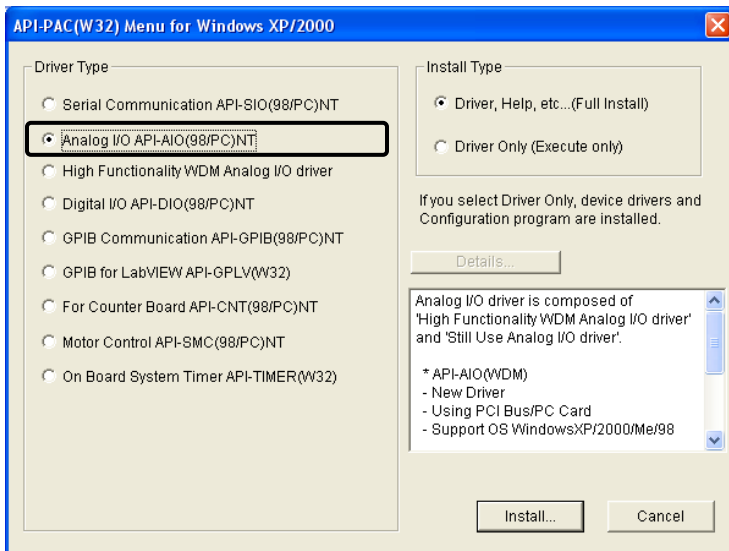 API-PAC(W32) Menu for Windows XP/2000
Driver Type
Serial Communication API-SIO(98/PC)NT
Analog I/O API-AIO(98/PC)NT
High Functionality WDM Analog I/O driver
Digital I/O API-DIO(98/PC)NT
GPIB Communication API-GPIB(98/PC)NT
GPIB for LabVIEW API-GPLV(W32)
For Counter Board API-CNT(98/PC)NT
Motor Control API-SMC(98/PC)NT
On Board System Timer API-TIMER(W32)
Install Type
Driver, Help, etc...(Full Install)
Driver Only (Execute only)
If you select Driver Only, device drivers and
Configuration program are installed.
Details...
Analog I/O driver is composed of
'High Functionality WDM Analog I/O driver'
and 'Still Use Analog I/O driver'.
* API-AIO(WDM)
- New Driver
- Using PCI Bus/PC Card
- Support OS WindowsXP/2000/Me/98
Install...
Cancel